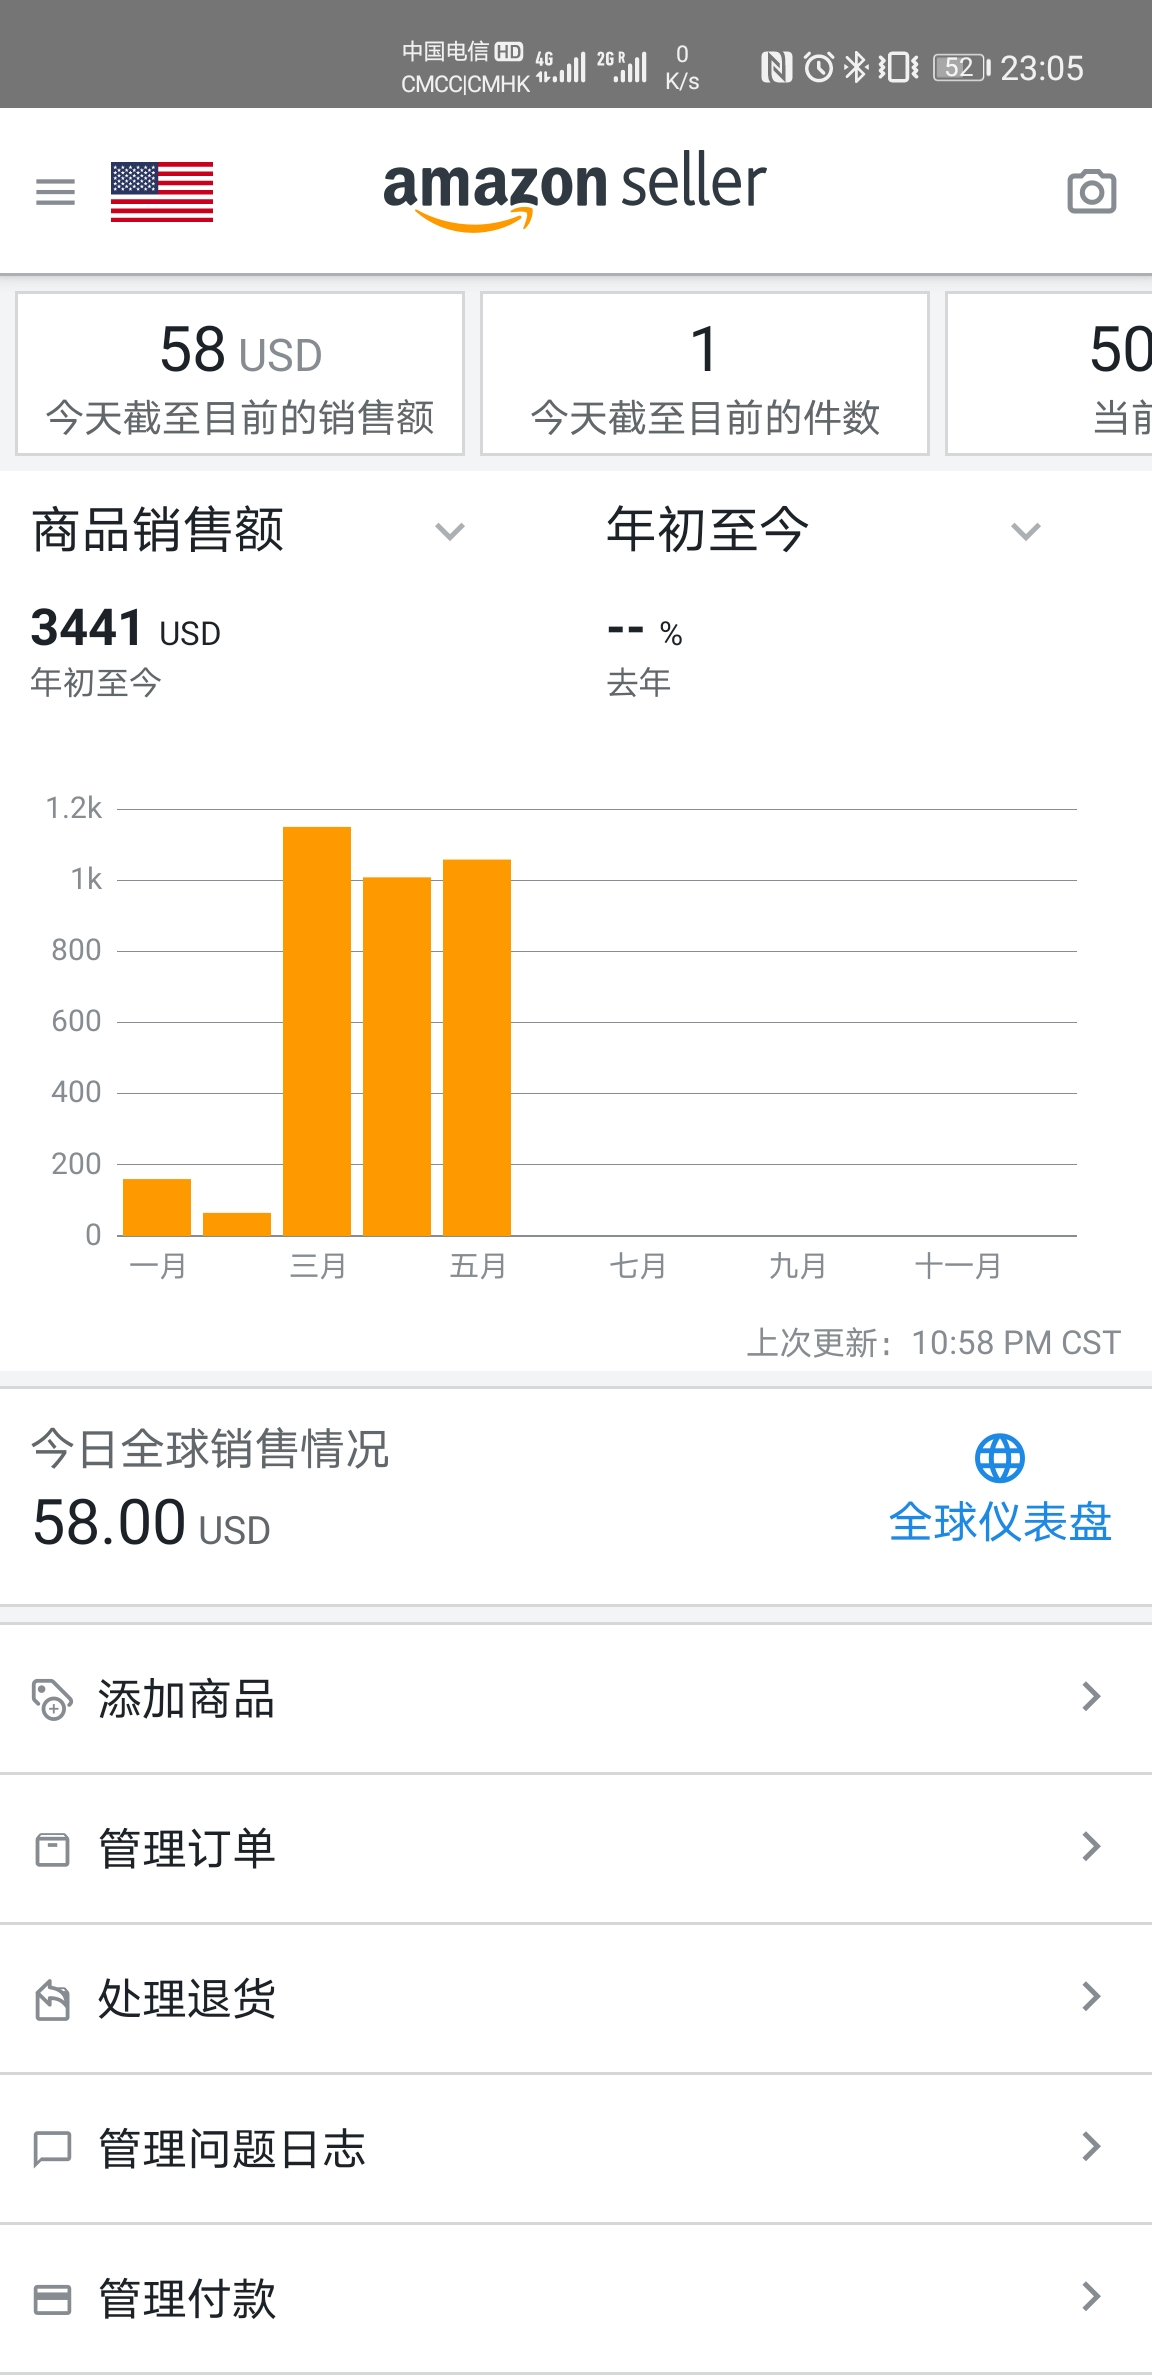 中国电信 HD 4G 2G R 0
CMCC|CMHK K/s 52 23:05
amazon seller
58 USD 1 50
今天截至目前的销售额 今天截至目前的件数 当前
商品销售额 年初至今
3441 USD -- %
年初至今 去年
1.2k
1k
800
600
400
200
0
一月 三月 五月 七月 九月 十一月
上次更新：10:58 PM CST
今日全球销售情况
58.00 USD 全球仪表盘
添加商品
管理订单
处理退货
管理问题日志
管理付款